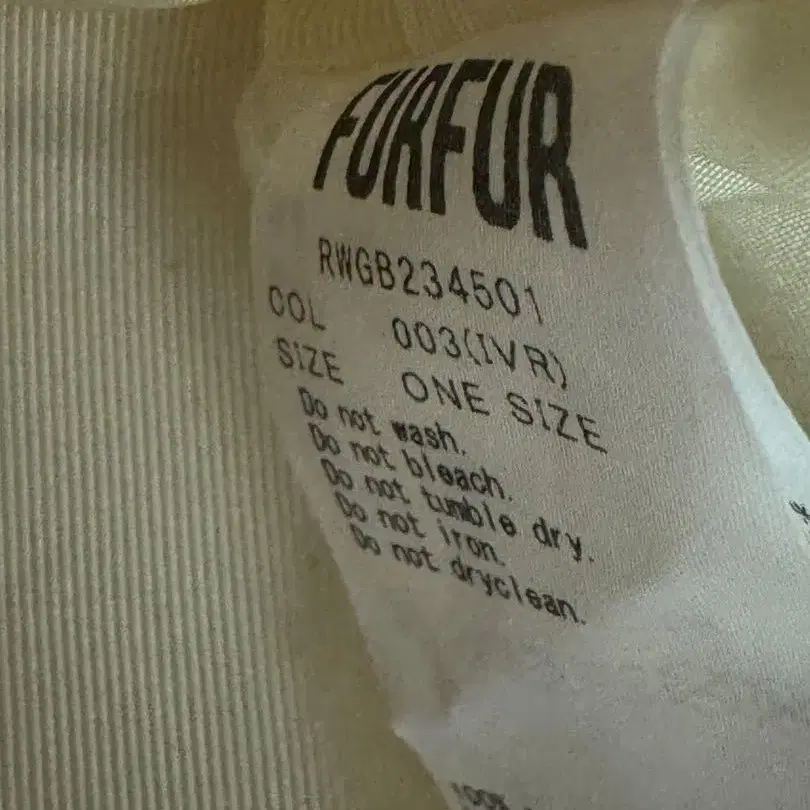 FURFUR
RWGB234501
COL 003(IVR)
SIZE ONE SIZE
Do not wash.
Do not bleach.
Do not tumble dry.
Do not iron.
Do not dryclean.